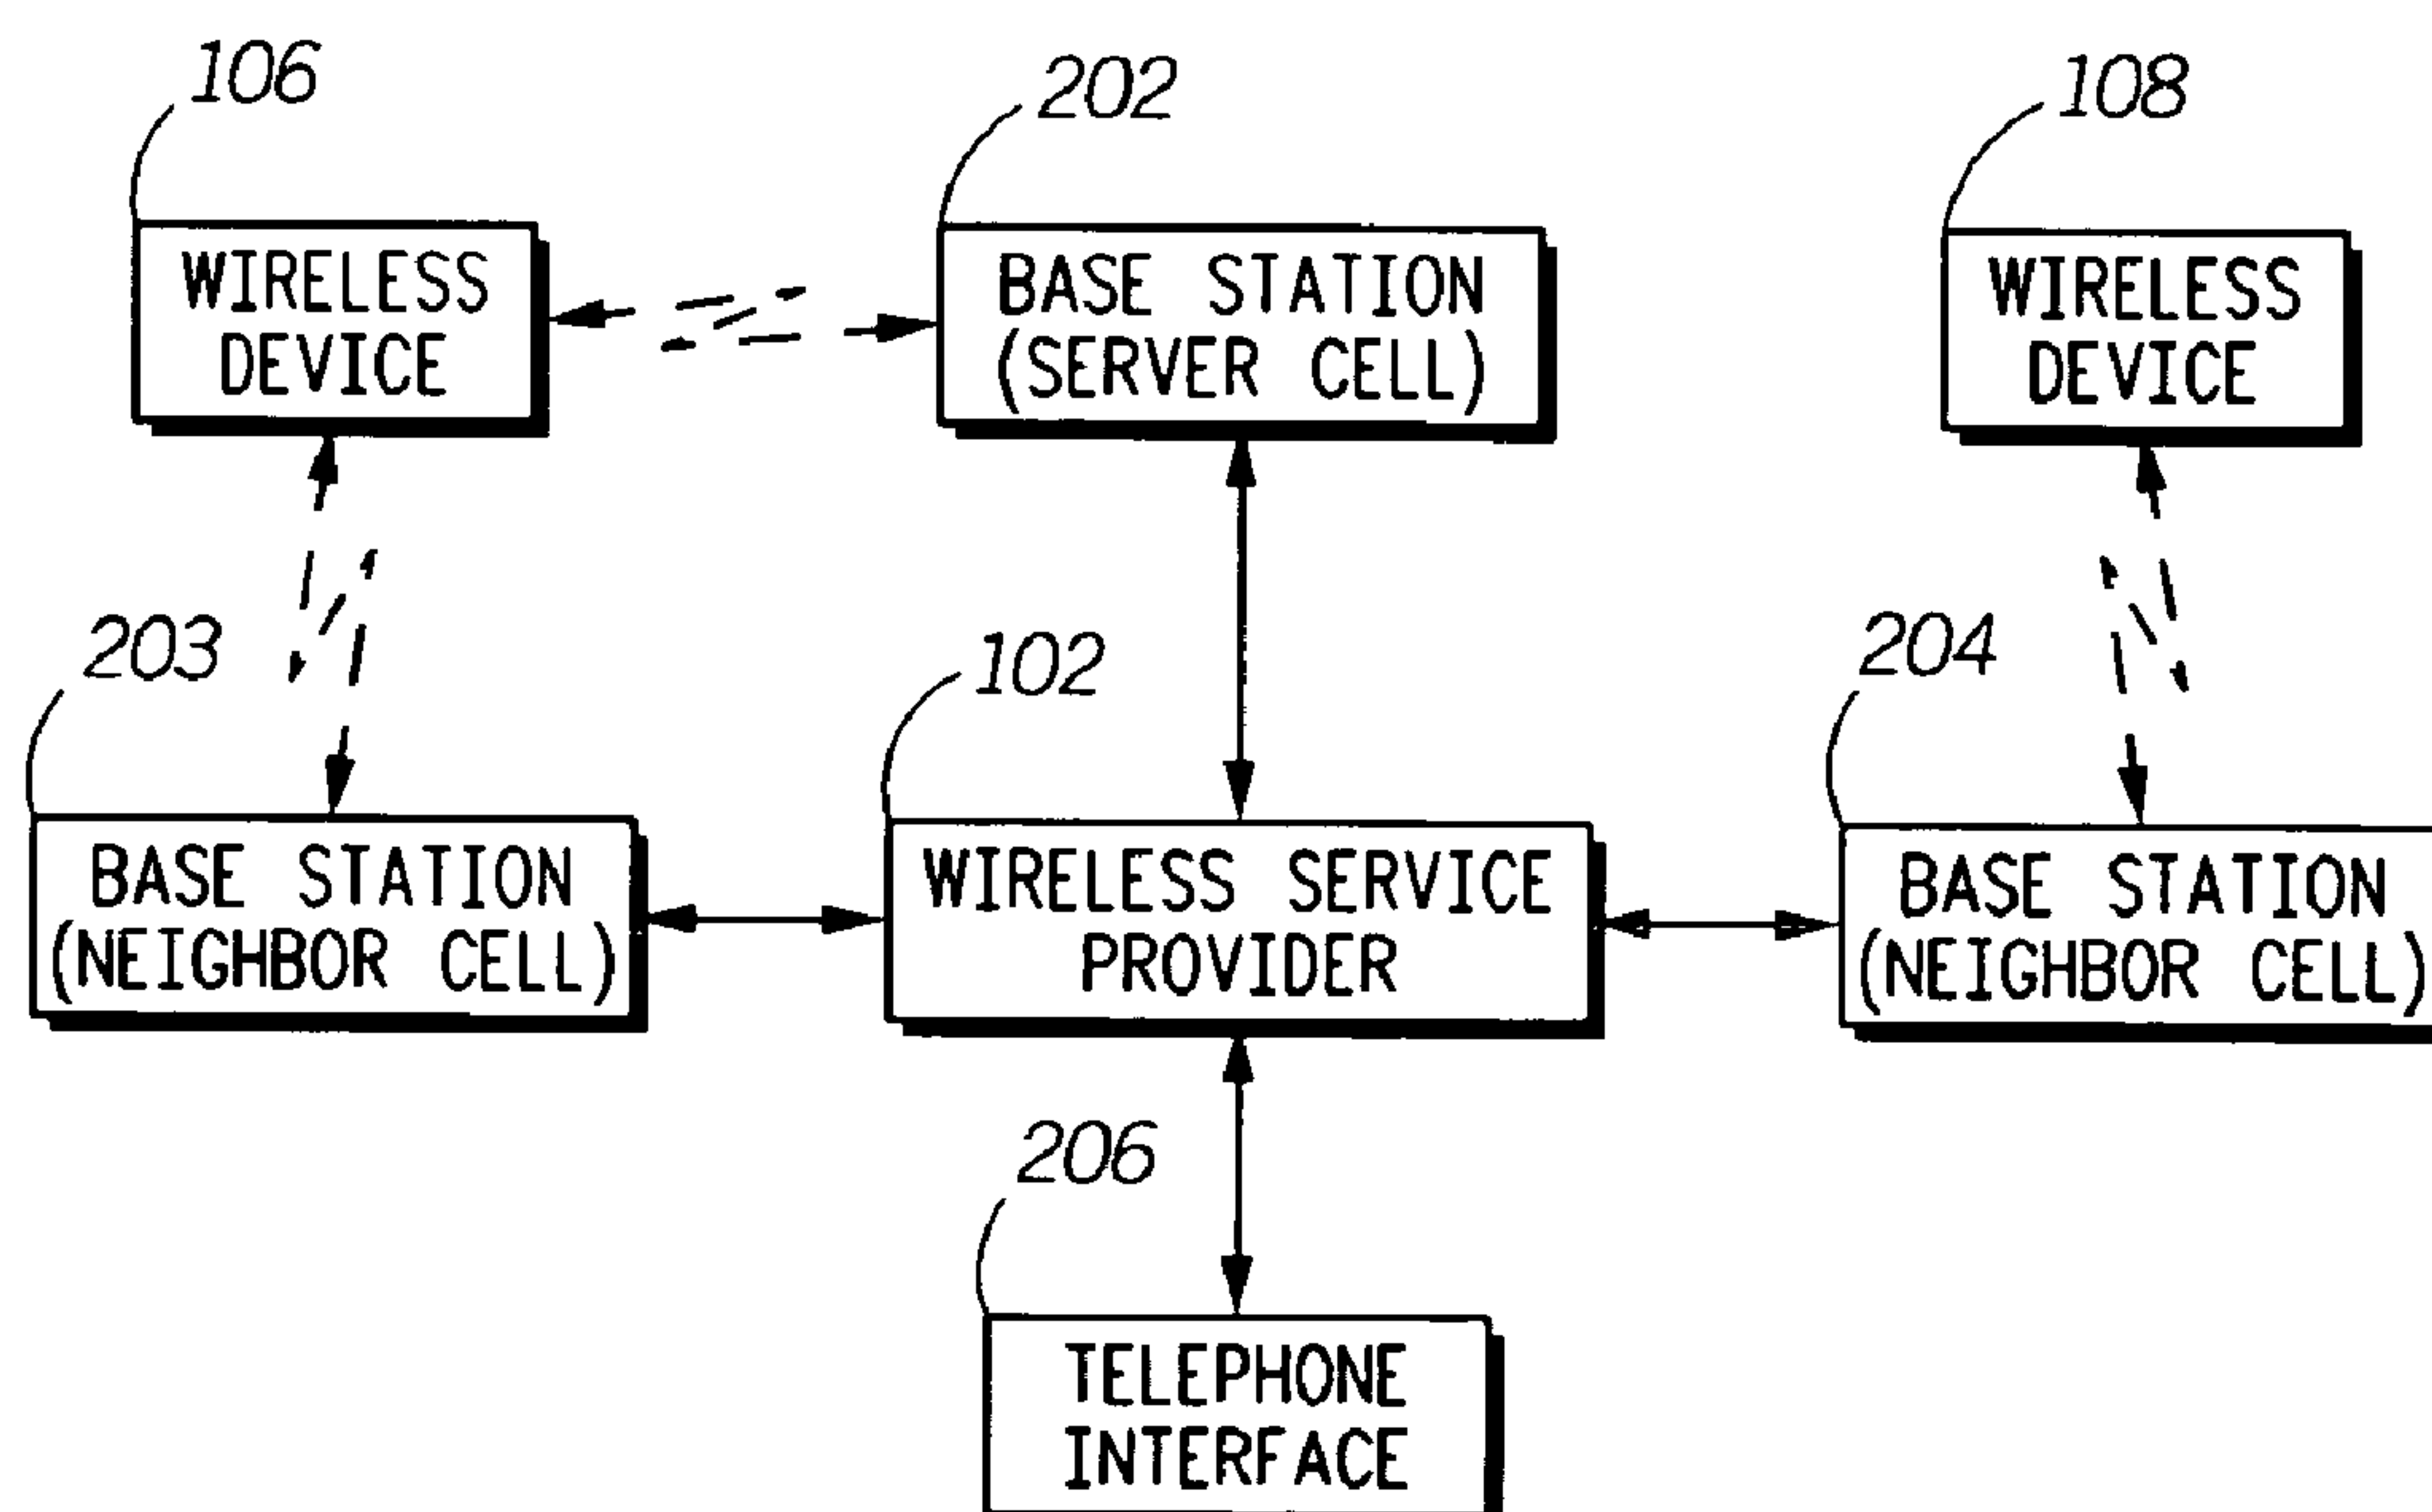 106
202
108
WIRELESS
DEVICE
BASE STATION
(SERVER CELL)
WIRELESS
DEVICE
203
102
204
BASE STATION
(NEIGHBOR CELL)
WIRELESS SERVICE
PROVIDER
BASE STATION
(NEIGHBOR CELL)
206
TELEPHONE
INTERFACE